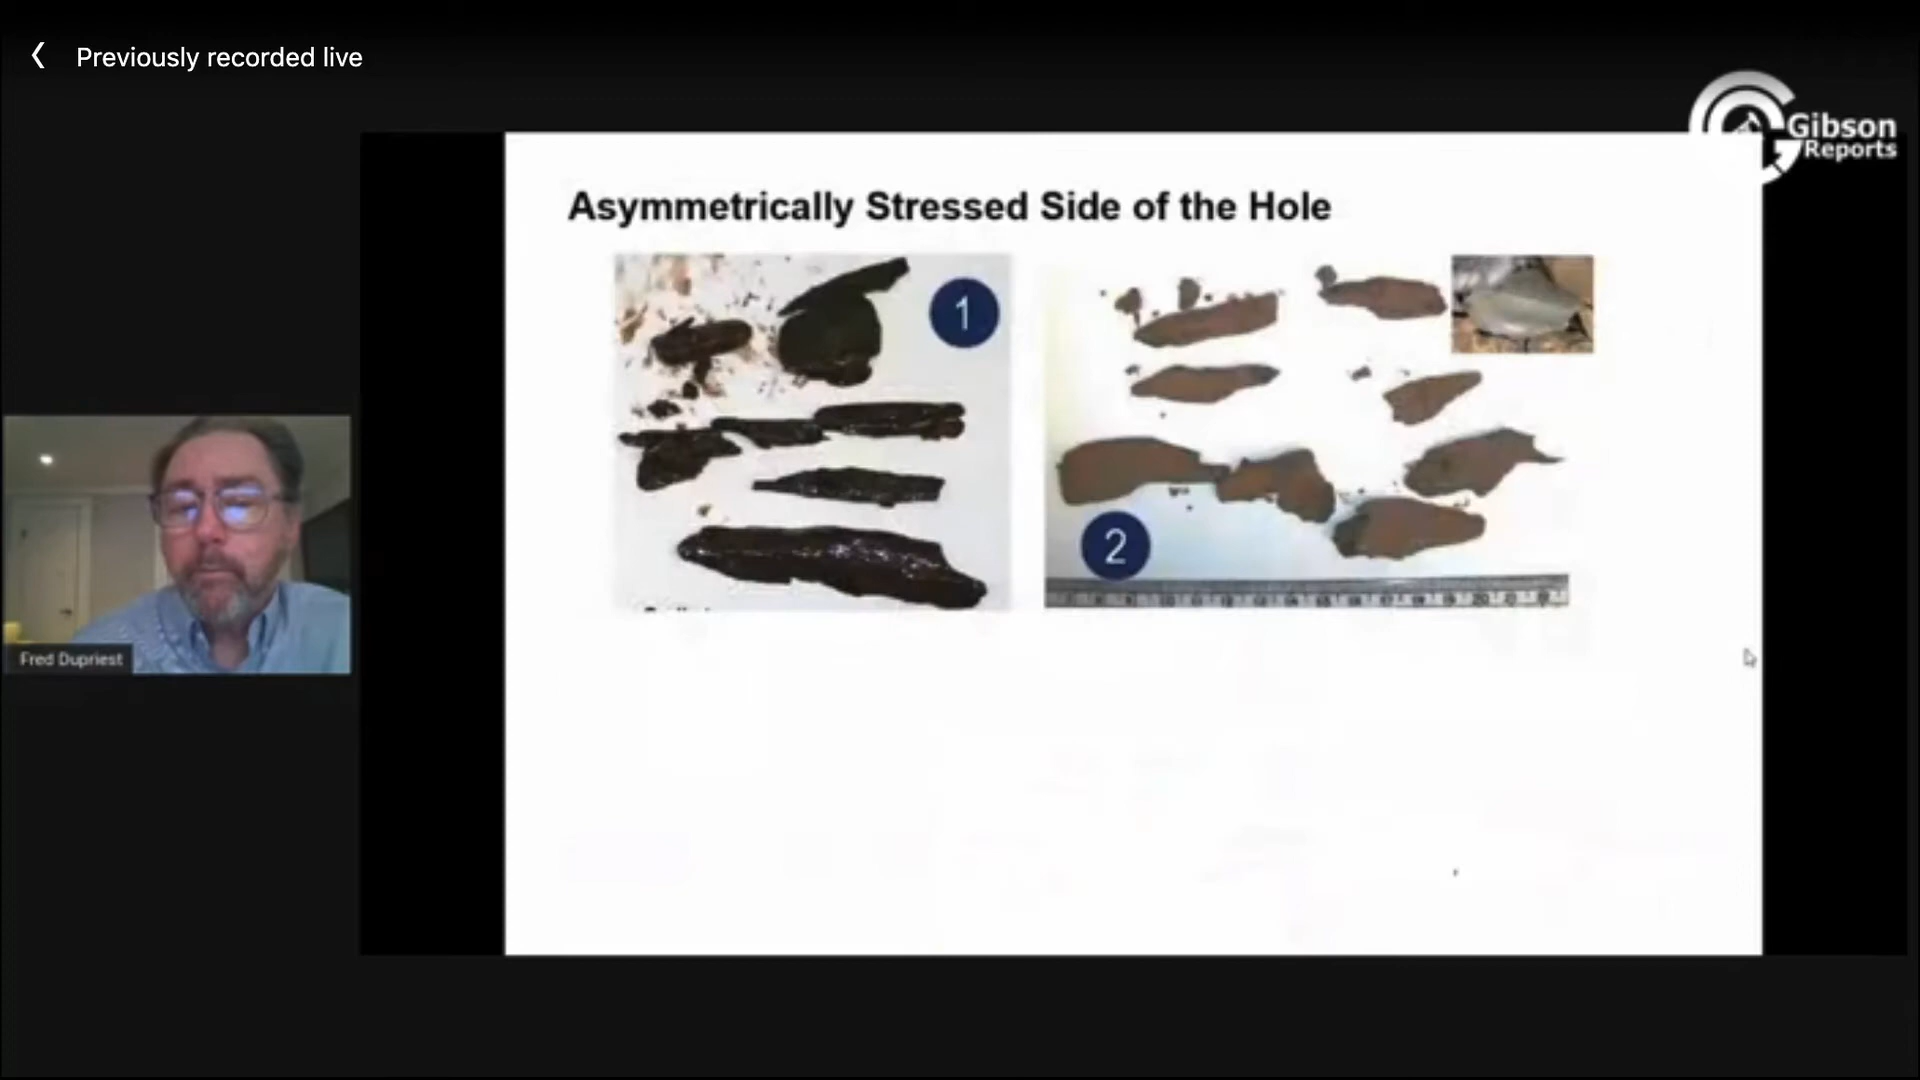 Previously recorded live
Gibson
Reports
Asymmetrically Stressed Side of the Hole
1
2
Fred Dupriest